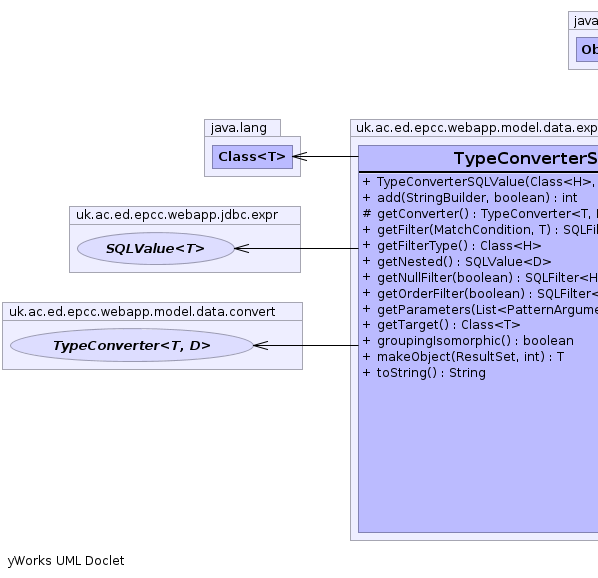 java
Ob
java.lang
Class<T>
uk.ac.ed.epcc.webapp.model.data.exp
TypeConverterS
+ TypeConverterSQLValue(Class<H>,
+ add(StringBuilder, boolean) : int
# getConverter() : TypeConverter<T,
+ getFilter(MatchCondition, T) : SQLFi
+ getFilterType() : Class<H>
+ getNested() : SQLValue<D>
+ getNullFilter(boolean) : SQLFilter<H
+ getOrderFilter(boolean) : SQLFilter<
+ getParameters(List<PatternArgume
+ getTarget() : Class<T>
+ groupingIsomorphic() : boolean
+ makeObject(ResultSet, int) : T
+ toString() : String
uk.ac.ed.epcc.webapp.jdbc.expr
SQLValue<T>
uk.ac.ed.epcc.webapp.model.data.convert
TypeConverter<T, D>
yWorks UML Doclet